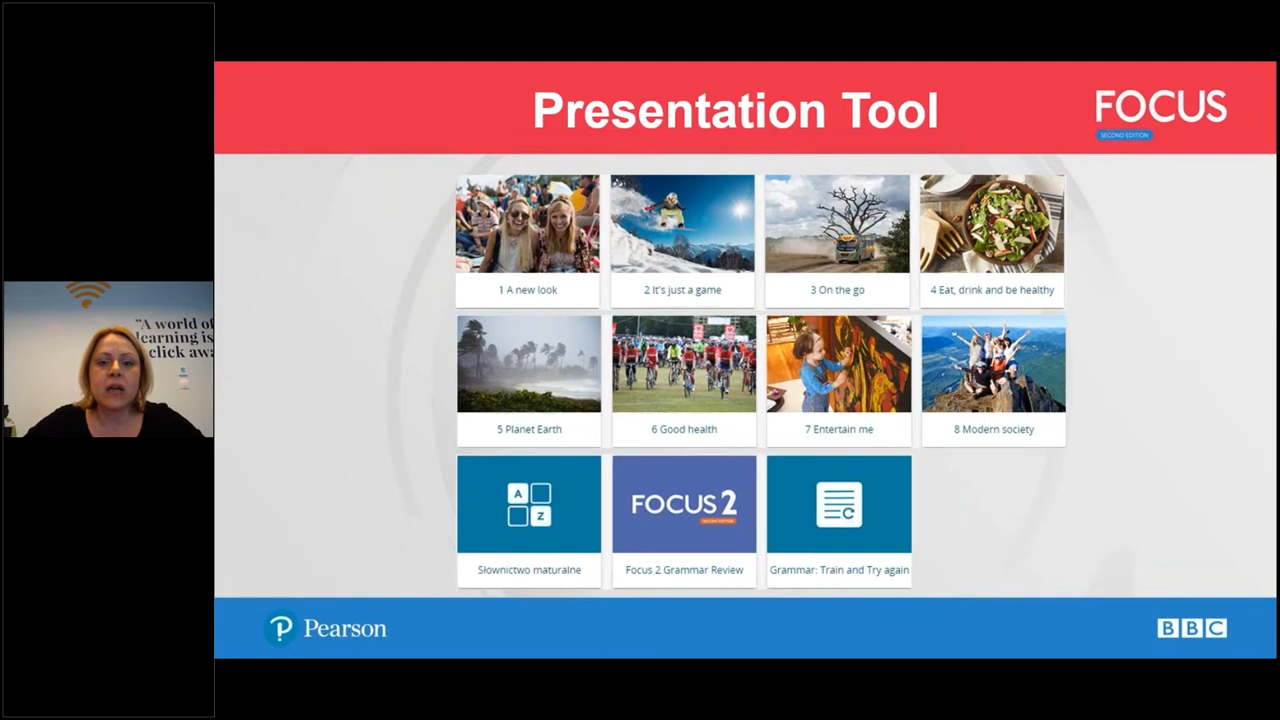 Presentation Tool
FOCUS
SECOND EDITION
1 A new look
2 It's just a game
3 On the go
4 Eat, drink and be healthy
5 Planet Earth
6 Good health
7 Entertain me
8 Modern society
A
Z
FOCUS 2
SECOND EDITION
Słownictwo maturalne
Focus 2 Grammar Review
Grammar: Train and Try again
Pearson
BBC
"A world of
learning is
click awa